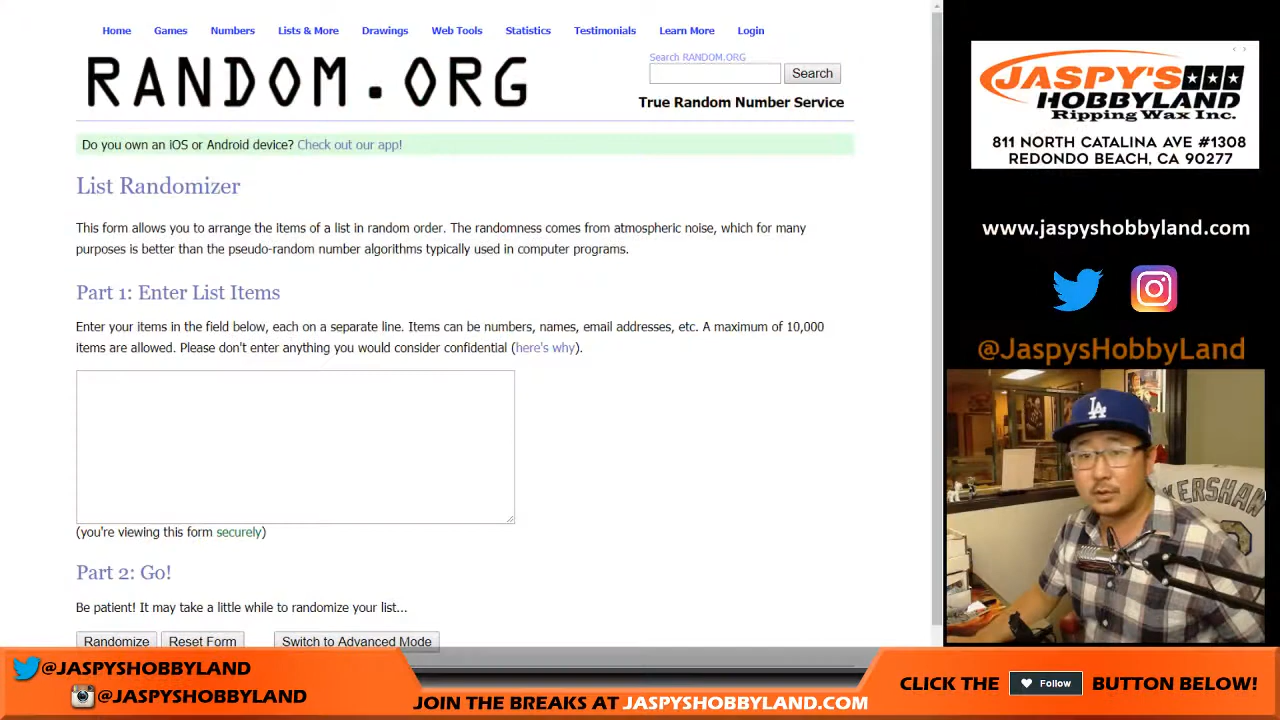 Home Games Numbers Lists & More Drawings Web Tools Statistics Testimonials Learn More Login
RANDOM.ORG
Search RANDOM.ORG
Search
True Random Number Service
Do you own an iOS or Android device? Check out our app!
List Randomizer
This form allows you to arrange the items of a list in random order. The randomness comes from atmospheric noise, which for many
purposes is better than the pseudo-random number algorithms typically used in computer programs.
Part 1: Enter List Items
Enter your items in the field below, each on a separate line. Items can be numbers, names, email addresses, etc. A maximum of 10,000
items are allowed. Please don't enter anything you would consider confidential (here's why).
(you're viewing this form securely)
Part 2: Go!
Be patient! It may take a little while to randomize your list...
Randomize Reset Form Switch to Advanced Mode
JASPY'S
HOBBYLAND
Ripping Wax Inc.
811 NORTH CATALINA AVE #1308
REDONDO BEACH, CA 90277
www.jaspyshobbyland.com
@JaspysHobbyLand
LA
KERSHAW
@JASPYSHOBBYLAND
@JASPYSHOBBYLAND
JOIN THE BREAKS AT JASPYSHOBBYLAND.COM
CLICK THE Follow BUTTON BELOW!